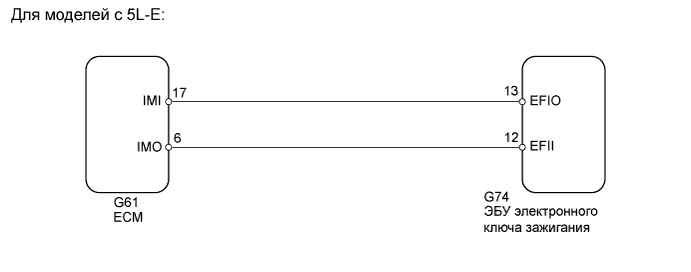 Для моделей с 5L-E:
17
13
IMI
EFIO
6
12
IMO
EFII
G61
ECM
G74
ЭБУ электронного
ключа зажигания